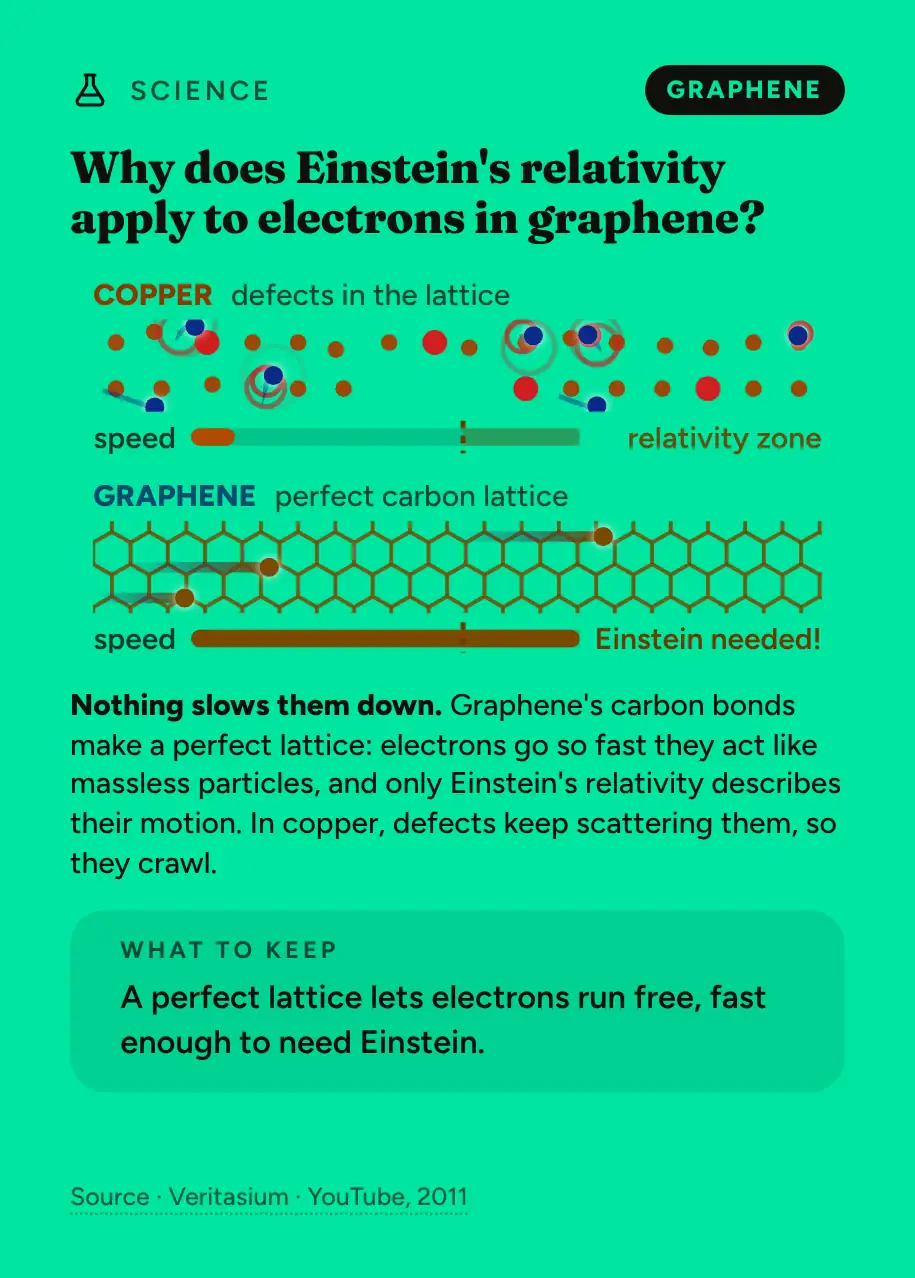 SCIENCE
GRAPHENE
Why does Einstein's relativity
apply to electrons in graphene?
COPPER defects in the lattice
speed
relativity zone
GRAPHENE perfect carbon lattice
speed
Einstein needed!
Nothing slows them down. Graphene's carbon bonds
make a perfect lattice: electrons go so fast they act like
massless particles, and only Einstein's relativity describes
their motion. In copper, defects keep scattering them, so
they crawl.
WHAT TO KEEP
A perfect lattice lets electrons run free, fast
enough to need Einstein.
Source · Veritasium · YouTube, 2011